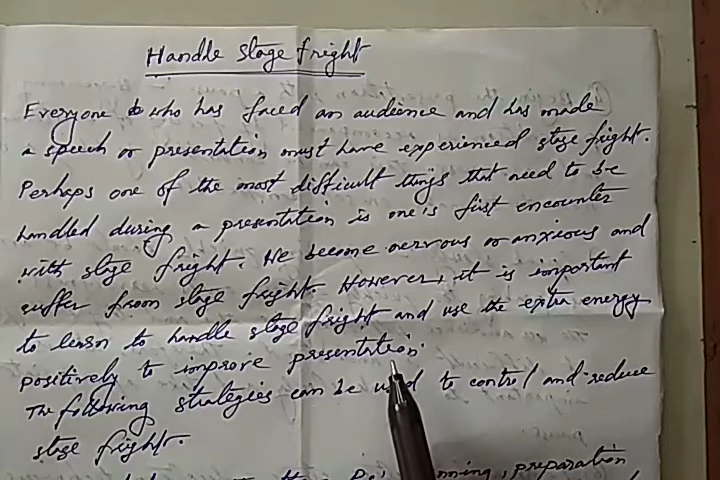 Handle Stage fright
Everyone who has faced an audience and has made
a speech or presentation must have experienced stage fright.
Perhaps one of the most difficult things that need to be
handled during a presentation is one's first encounter
with stage fright. We become nervous or anxious and
suffer from stage fright. However, it is important
to learn to handle stage fright and use the extra energy
positively to improve presentation.
The following strategies can be used to control and reduce
stage fright.
planning, preparation